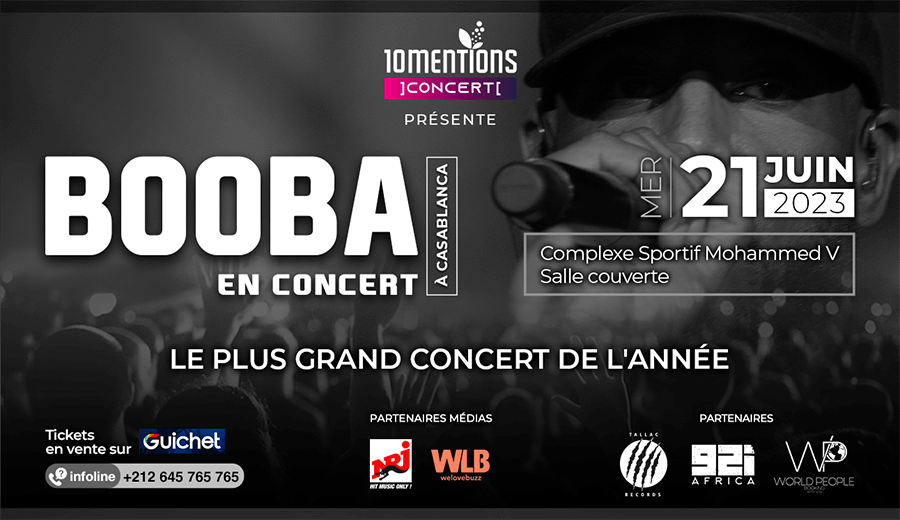 10MENTIONS
]CONCERT[
PRÉSENTE
BOOBA
EN CONCERT
À CASABLANCA
MER
21
JUIN
2023
Complexe Sportif Mohammed V
Salle couverte
LE PLUS GRAND CONCERT DE L'ANNÉE
Tickets
en vente sur Guichet
infoline +212 645 765 765
PARTENAIRES MÉDIAS
NRJ
HIT MUSIC ONLY !
WLB
welovebuzz
PARTENAIRES
TALLAC
RECORDS
92i
AFRICA
WP
WORLD PEOPLE
BOOKING